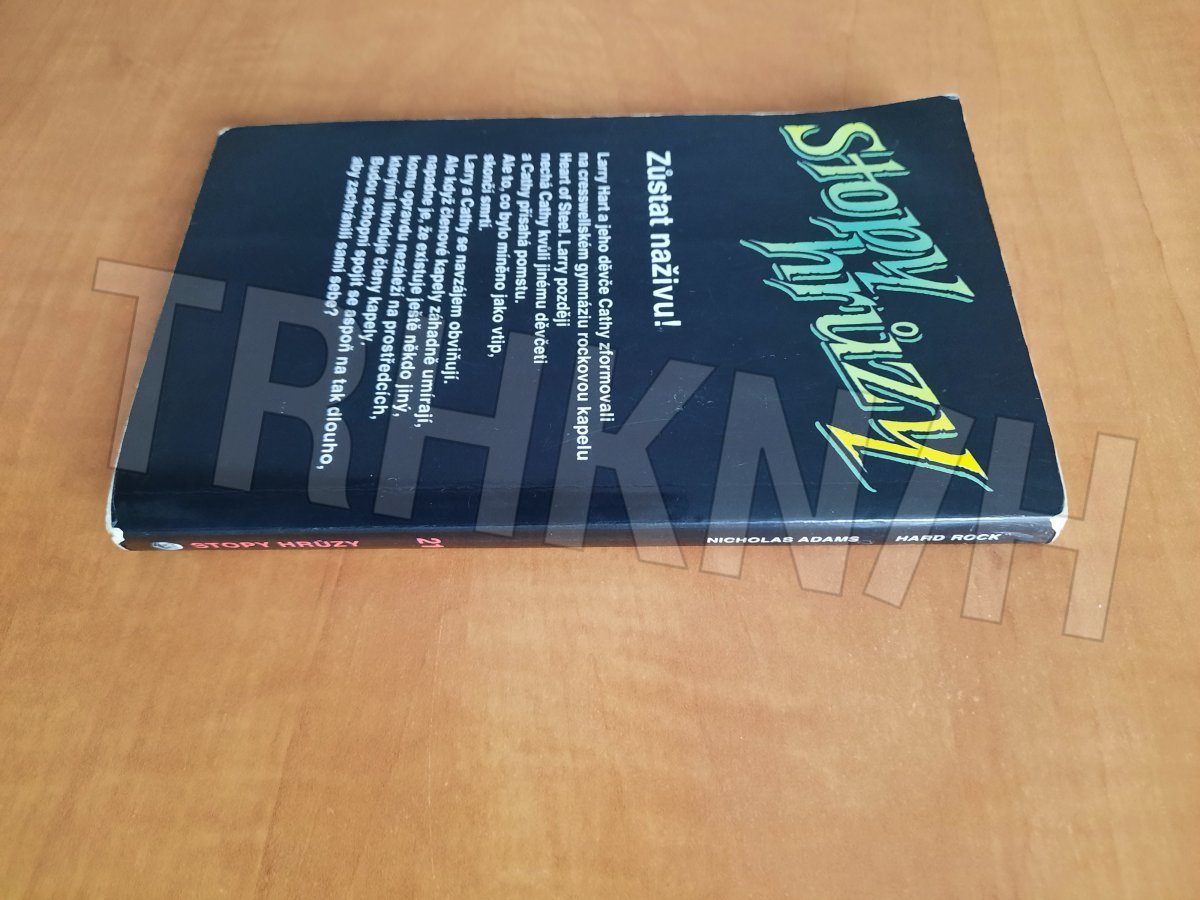 Stopy
hrůzy
Zůstat naživu!
Larry Hart a jeho děvče Cathy zformovali
na cresswellském gymnáziu rockovou kapelu
Heart of Steel. Larry později
nechá Cathy kvůli jinému děvčeti
a Cathy přísahá pomstu.
Ale to, co bylo míněno jako vtip,
skončí smrtí.
Larry a Cathy se navzájem obviňují.
Ale když členové kapely záhadně umírají,
napadne je, že existuje ještě někdo jiný,
komu opravdu nezáleží na prostředcích,
kterými likviduje členy kapely.
Budou schopni spojit se aspoň na tak dlouho,
aby zachránili sami sebe?
STOPY HRŮZY 21 NICHOLAS ADAMS HARD ROCK
TRHKNIH